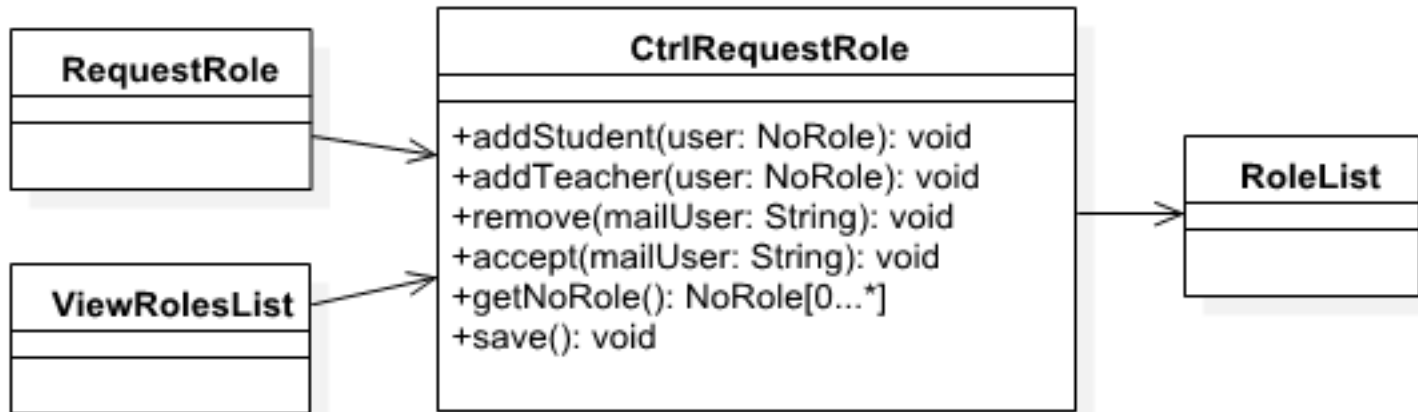 RequestRole
ViewRolesList
CtrlRequestRole
+addStudent(user: NoRole): void
+addTeacher(user: NoRole): void
+remove(mailUser: String): void
+accept(mailUser: String): void
+getNoRole(): NoRole[0...*]
+save(): void
RoleList